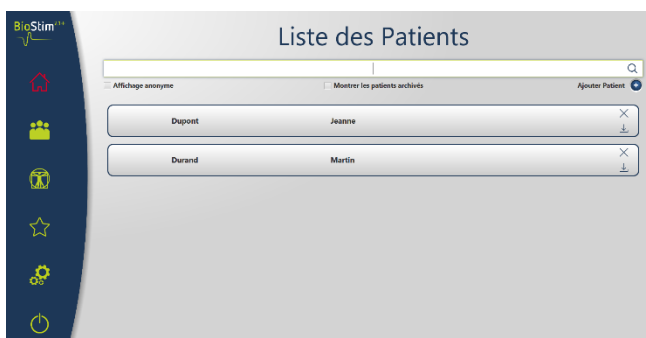 BioStim
Liste des Patients
Affichage anonyme
Montrer les patients archivés
Ajouter Patient
Dupont Jeanne
Durand Martin